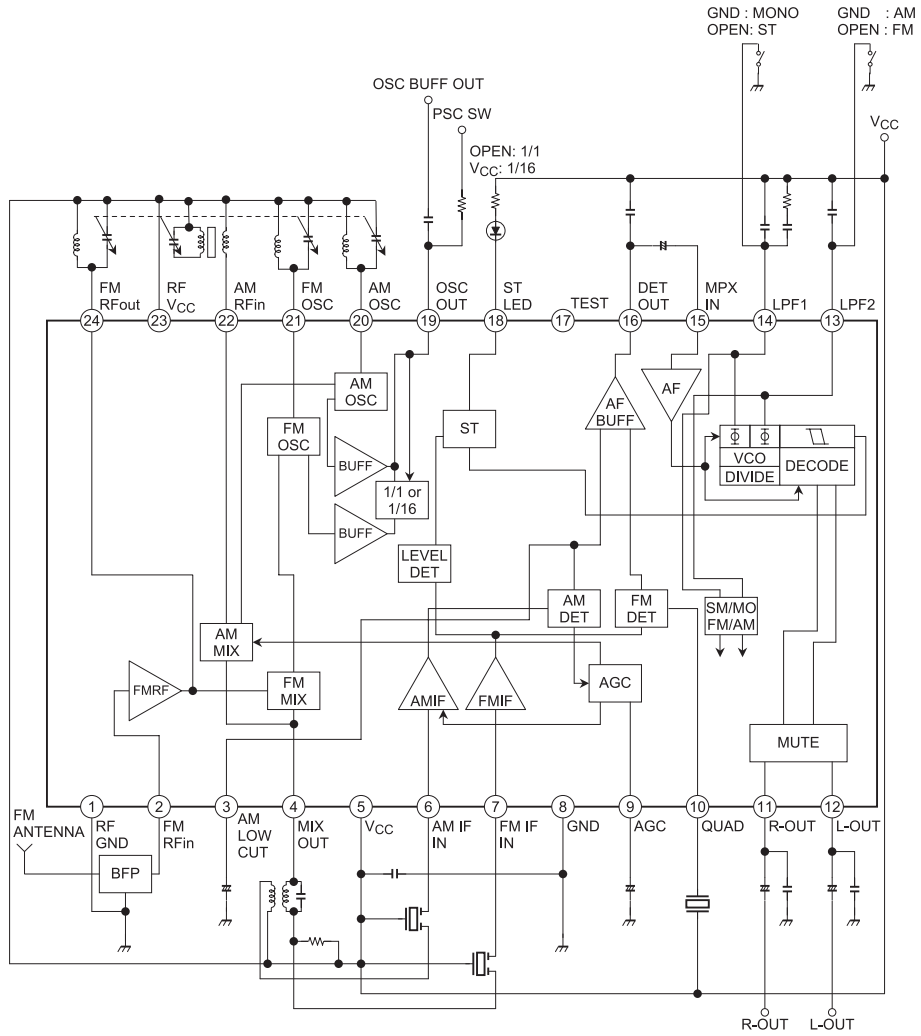 GND : MONO
OPEN: ST
GND : AM
OPEN : FM
OSC BUFF OUT
PSC SW
VCC
OPEN: 1/1
VCC: 1/16
FM
RFout
RF
VCC
AM
RFin
FM
OSC
AM
OSC
OSC
OUT
ST
LED
TEST
DET
OUT
MPX
IN
LPF1
LPF2
24
23
22
21
20
19
18
17
16
15
14
13
AM
OSC
FM
OSC
BUFF
BUFF
1/1 or
1/16
ST
AF
BUFF
AF
VCO
DIVIDE
DECODE
LEVEL
DET
AM
DET
FM
DET
SM/MO
FM/AM
AM
MIX
FMRF
FM
MIX
AMIF
FMIF
AGC
MUTE
1
2
3
4
5
6
7
8
9
10
11
12
FM
ANTENNA
RF
GND
FM
RFin
AM
LOW
CUT
MIX
OUT
VCC
AM IF
IN
FM IF
IN
GND
AGC
QUAD
R-OUT
L-OUT
BFP
R-OUT
L-OUT